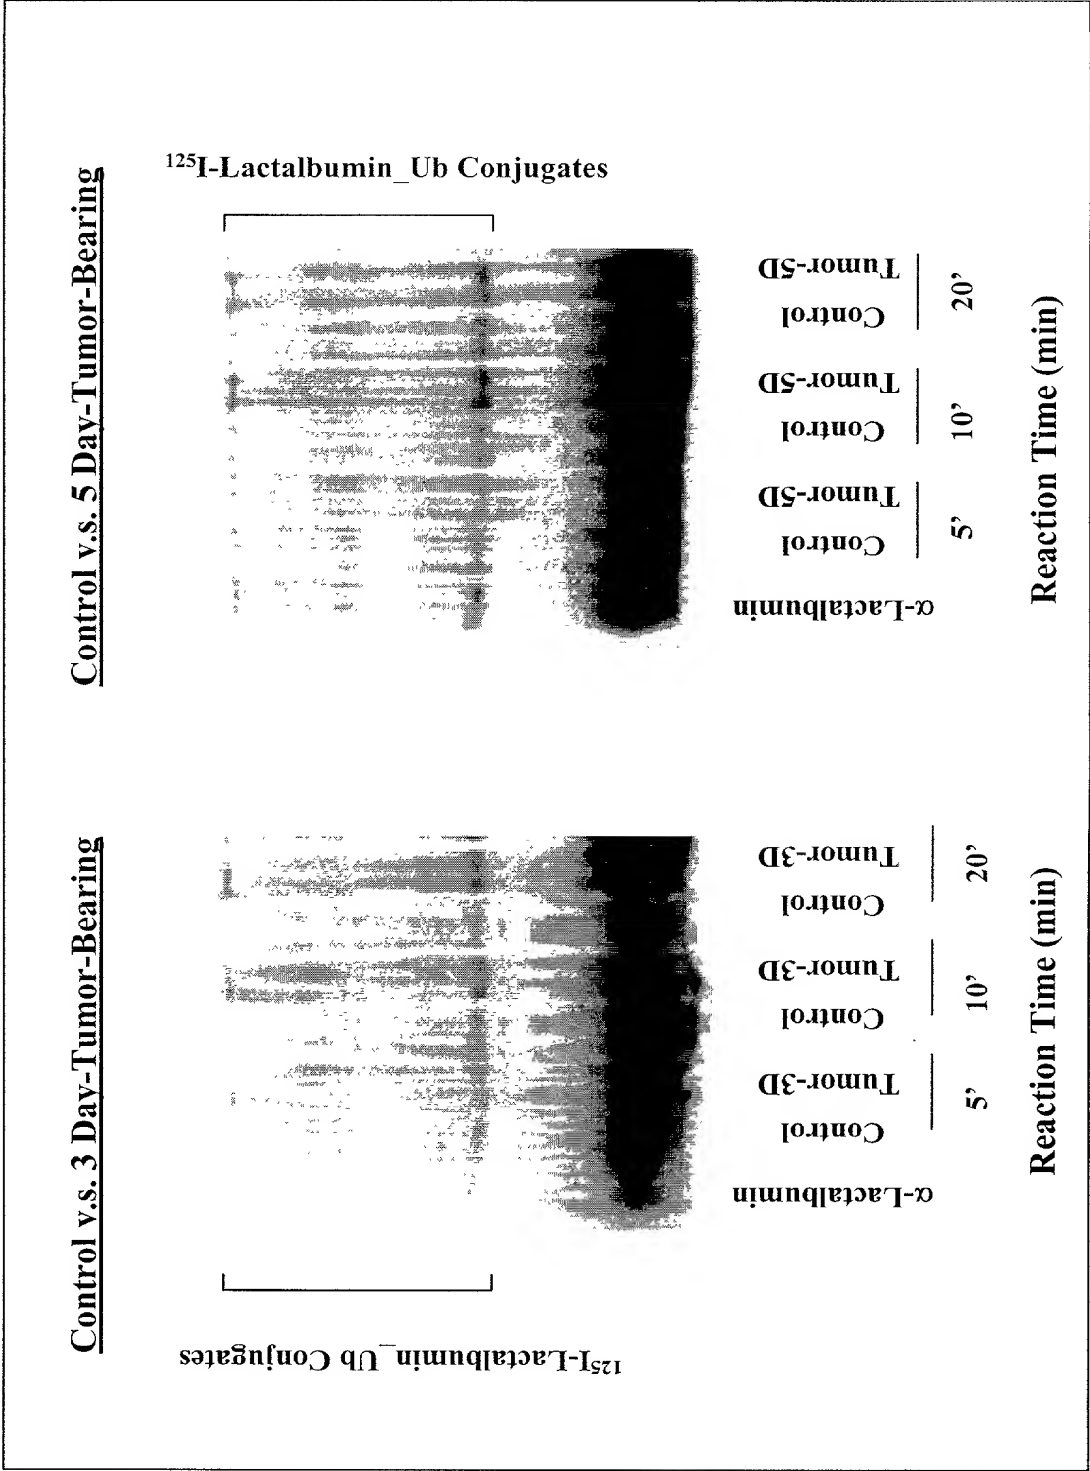 Control v.s. 3 Day-Tumor-Bearing
¹²⁵I-Lactalbumin_Ub Conjugates
α-Lactalbumin
Control
Tumor-3D
Control
Tumor-3D
Control
Tumor-3D
5’
10’
20’
Reaction Time (min)
Control v.s. 5 Day-Tumor-Bearing
¹²⁵I-Lactalbumin_Ub Conjugates
α-Lactalbumin
Control
Tumor-5D
Control
Tumor-5D
Control
Tumor-5D
5’
10’
20’
Reaction Time (min)